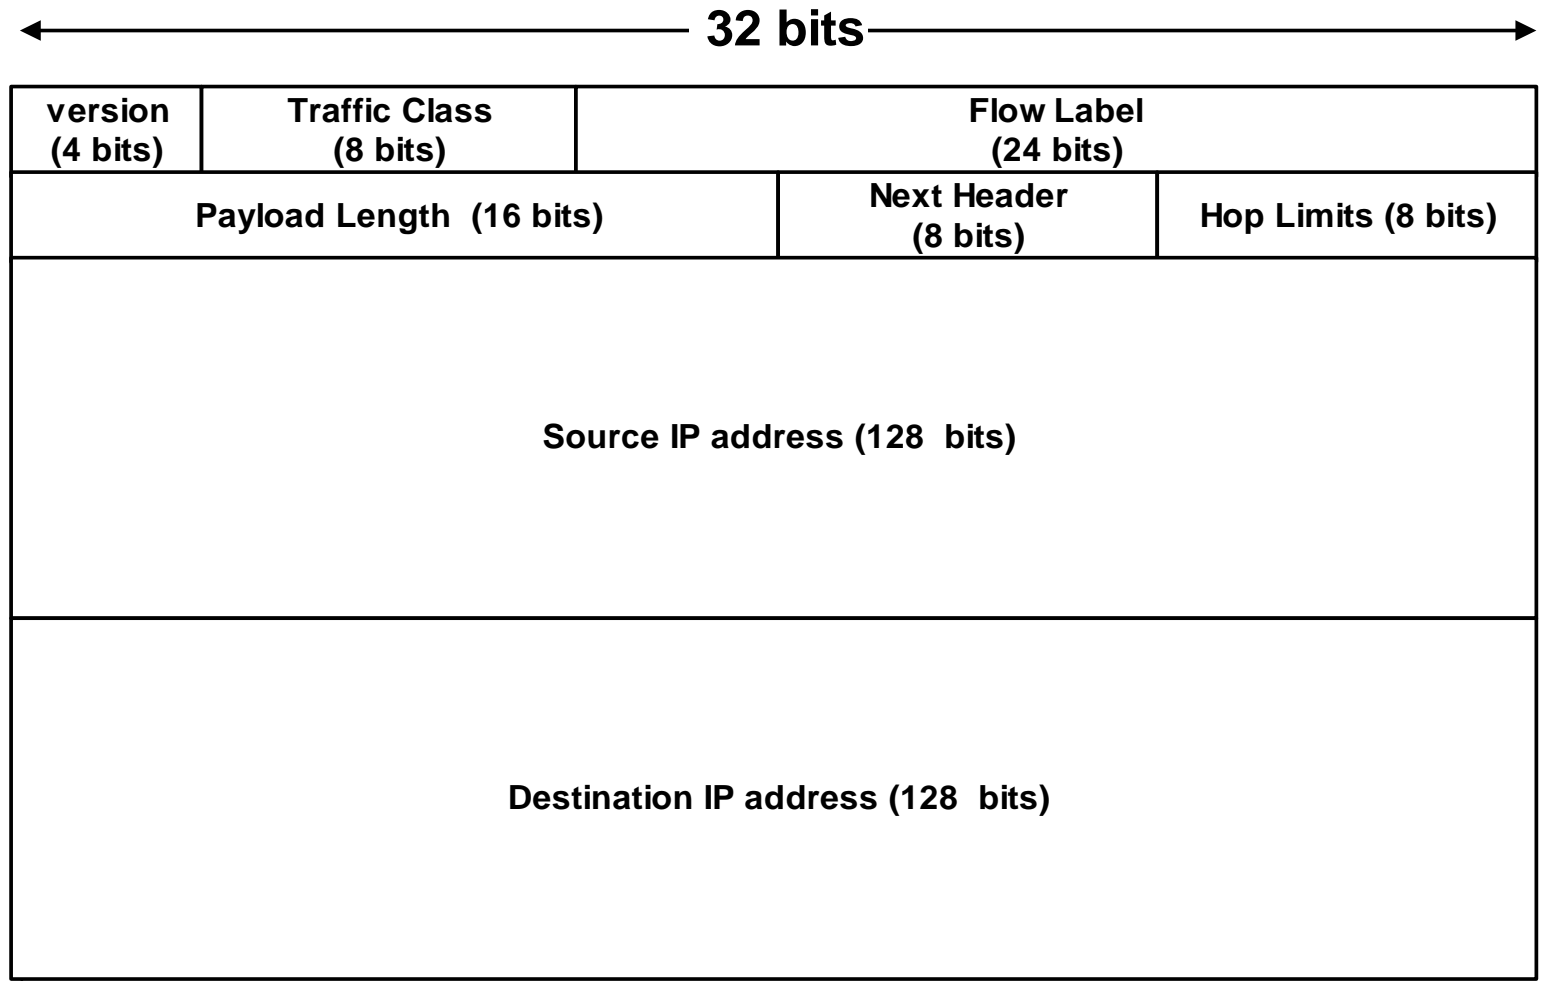 32 bits
version
(4 bits)
Traffic Class
(8 bits)
Flow Label
(24 bits)
Payload Length  (16 bits)
Next Header
(8 bits)
Hop Limits (8 bits)
Source IP address (128  bits)
Destination IP address (128  bits)